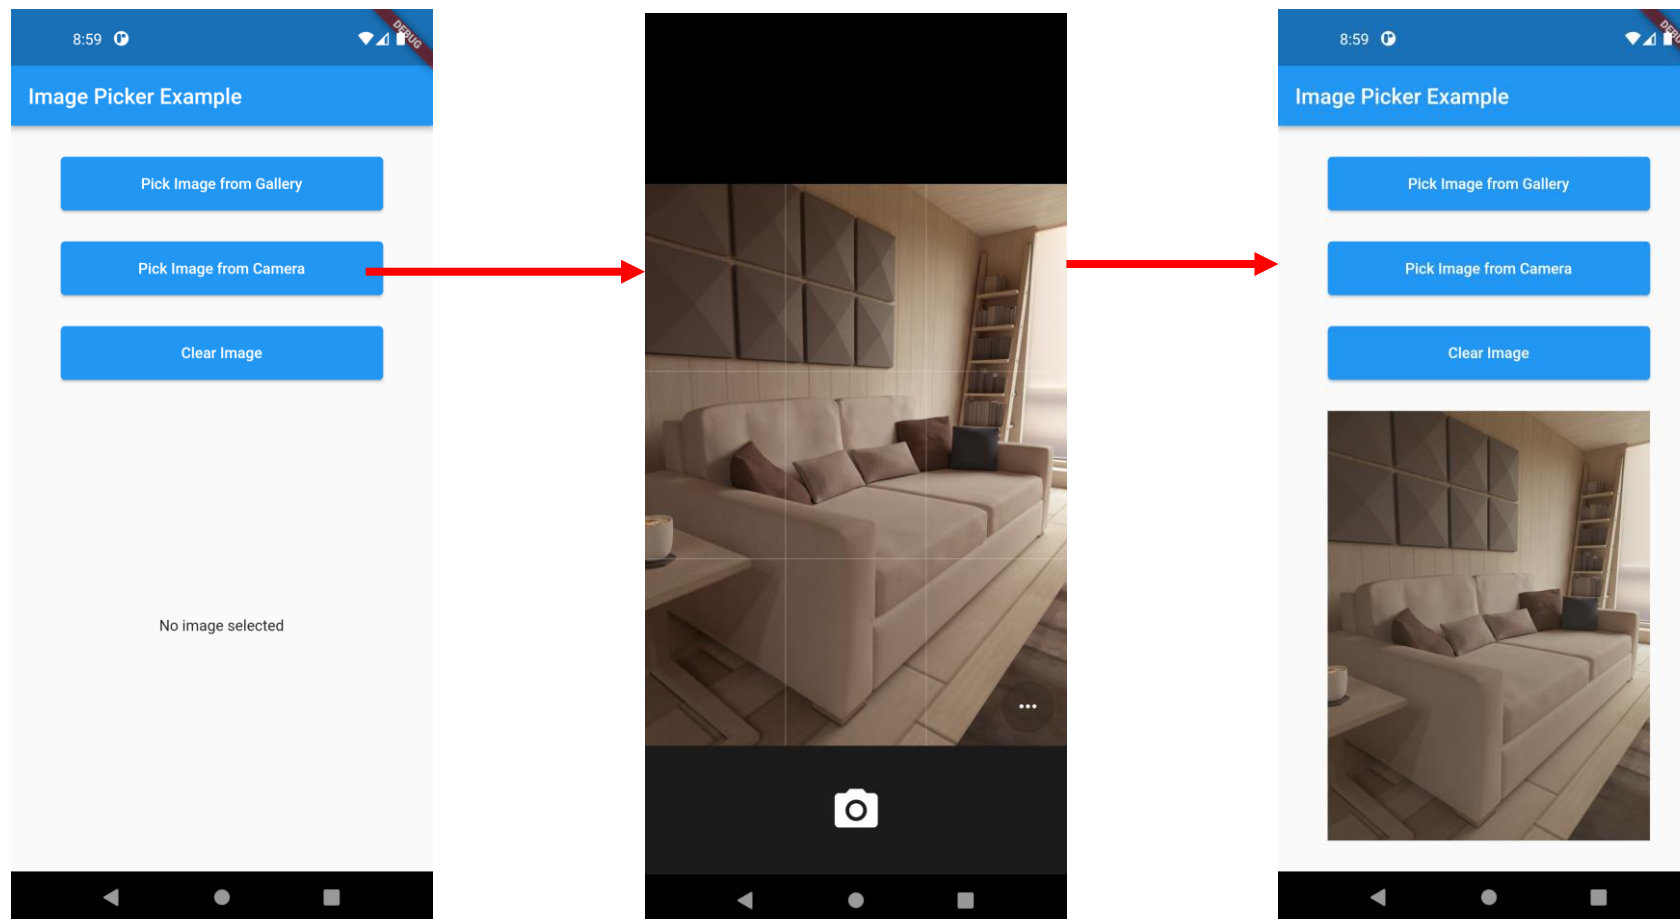 8:59
DEBUG
Image Picker Example
Pick Image from Gallery
Pick Image from Camera
Clear Image
No image selected
8:59
DEBU
Image Picker Example
Pick Image from Gallery
Pick Image from Camera
Clear Image